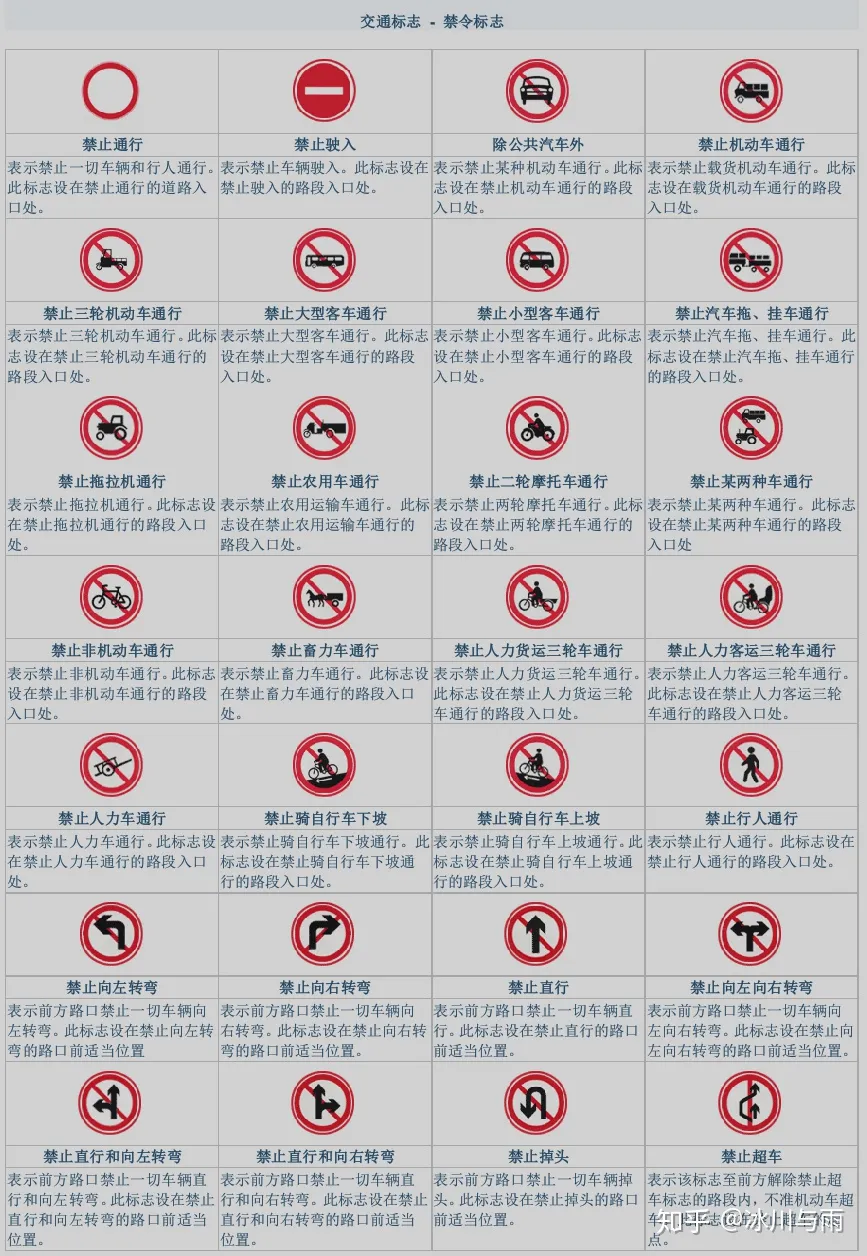 交通标志 - 禁令标志
禁止通行
禁止驶入
除公共汽车外
禁止机动车通行
表示禁止一切车辆和行人通行。
此标志设在禁止通行的道路入
口处。
表示禁止车辆驶入。此标志设在
禁止驶入的路段入口处。
表示禁止某种机动车通行。此标
志设在禁止机动车通行的路段
入口处。
表示禁止载货机动车通行。此标
志设在载货机动车通行的路段
入口处。
禁止三轮机动车通行
禁止大型客车通行
禁止小型客车通行
禁止汽车拖、挂车通行
表示禁止三轮机动车通行。此标
志设在禁止三轮机动车通行的
路段入口处。
表示禁止大型客车通行。此标志
设在禁止大型客车通行的路段
入口处。
表示禁止小型客车通行。此标志
设在禁止小型客车通行的路段
入口处。
表示禁止汽车拖、挂车通行。此
标志设在禁止汽车拖、挂车通行
的路段入口处。
禁止拖拉机通行
禁止农用车通行
禁止二轮摩托车通行
禁止某两种车通行
表示禁止拖拉机通行。此标志设
在禁止拖拉机通行的路段入口
处。
表示禁止农用运输车通行。此标
志设在禁止农用运输车通行的
路段入口处。
表示禁止两轮摩托车通行。此标
志设在禁止两轮摩托车通行的
路段入口处。
表示禁止某两种车通行。此标志
设在禁止某两种车通行的路段
入口处
禁止非机动车通行
禁止畜力车通行
禁止人力货运三轮车通行
禁止人力客运三轮车通行
表示禁止非机动车通行。此标志
设在禁止非机动车通行的路段
入口处。
表示禁止畜力车通行。此标志设
在禁止畜力车通行的路段入口
处。
表示禁止人力货运三轮车通行。
此标志设在禁止人力货运三轮
车通行的路段入口处。
表示禁止人力客运三轮车通行。
此标志设在禁止人力客运三轮
车通行的路段入口处。
禁止人力车通行
禁止骑自行车下坡
禁止骑自行车上坡
禁止行人通行
表示禁止人力车通行。此标志设
在禁止人力车通行的路段入口
处。
表示禁止骑自行车下坡通行。此
标志设在禁止骑自行车下坡通
行的路段入口处。
表示禁止骑自行车上坡通行。此
标志设在禁止骑自行车上坡通
行的路段入口处。
表示禁止行人通行。此标志设在
禁止行人通行的路段入口处。
禁止向左转弯
禁止向右转弯
禁止直行
禁止向左向右转弯
表示前方路口禁止一切车辆向
左转弯。此标志设在禁止向左转
弯的路口前适当位置
表示前方路口禁止一切车辆向
右转弯。此标志设在禁止向右转
弯的路口前适当位置。
表示前方路口禁止一切车辆直
行。此标志设在禁止直行的路口
前适当位置。
表示前方路口禁止一切车辆向
左向右转弯。此标志设在禁止向
左向右转弯的路口前适当位置。
禁止直行和向左转弯
禁止直行和向右转弯
禁止掉头
禁止超车
表示前方路口禁止一切车辆直
行和向左转弯。此标志设在禁止
直行和向左转弯的路口前适当
位置。
表示前方路口禁止一切车辆直
行和向右转弯。此标志设在禁止
直行和向右转弯的路口前适当
位置。
表示前方路口禁止一切车辆掉
头。此标志设在禁止掉头的路口
前适当位置。
表示该标志至前方解除禁止超
车标志的路段内，不准机动车超
点。
知乎 @冰川与雨